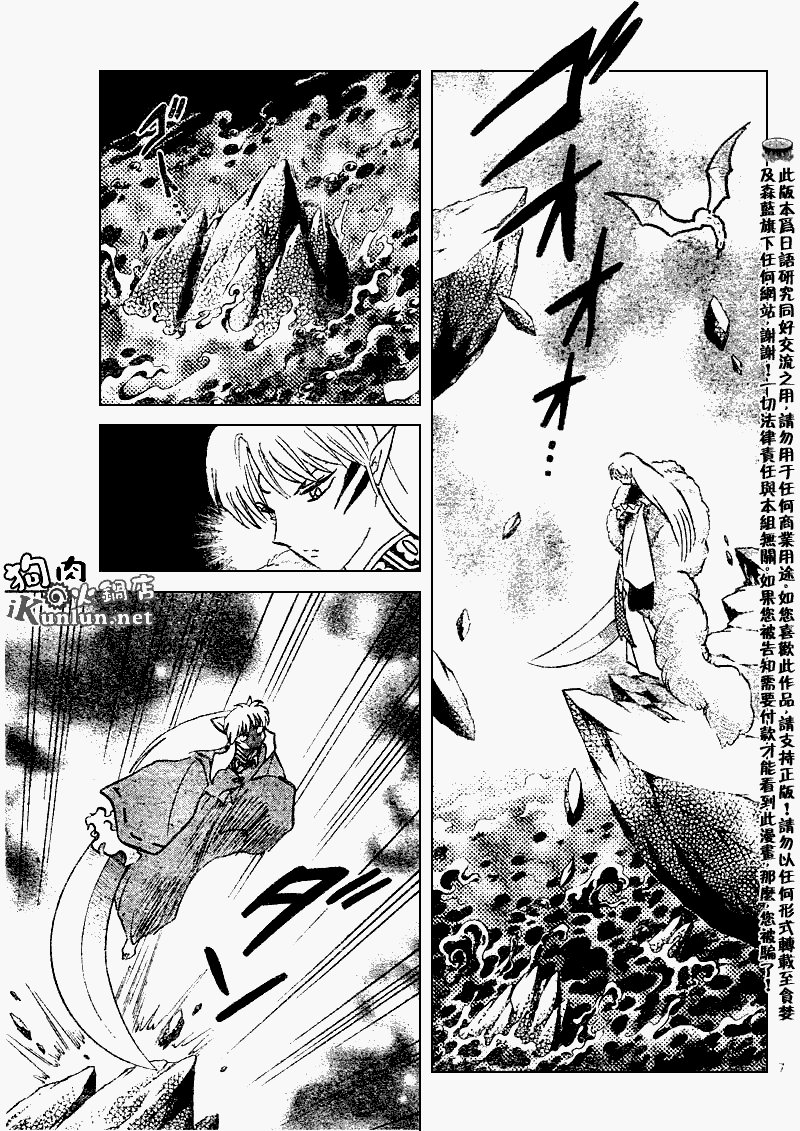 ゴオオオ…
ゴゴー…
ダン
狗肉
火鍋店
iKunlun.net
此版本爲日語研究同好交流之用，請勿用于任何商業用途。如您喜歡此作品，請支持正版！請勿以任何形式轉載至貪婪
及森藍旗下任何網站，謝謝！一切法律責任與本組無關。如果您被告知需要付款才能看到此漫畫，那麼，您被騙了！
7